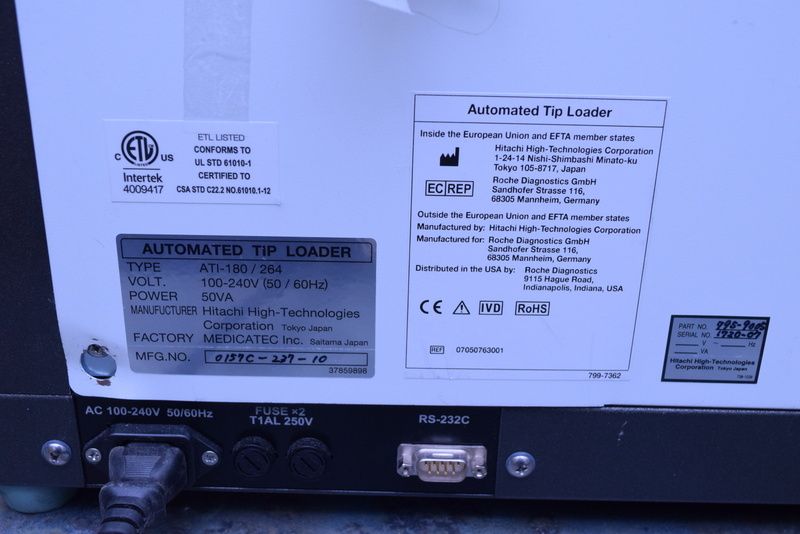 ETL LISTED
CONFORMS TO
UL STD 61010-1
CERTIFIED TO
CSA STD C22.2 NO.61010.1-12
C ETL US
Intertek
4009417
AUTOMATED TIP LOADER
TYPE ATI-180 / 264
VOLT. 100-240V (50 / 60Hz)
POWER 50VA
MANUFACTURER Hitachi High-Technologies
Corporation Tokyo Japan
FACTORY MEDICATEC Inc. Saitama Japan
MFG.NO. 0157C-237-10
37859898
Automated Tip Loader
Inside the European Union and EFTA member states
Hitachi High-Technologies Corporation
1-24-14 Nishi-Shimbashi Minato-ku
Tokyo 105-8717, Japan
EC REP
Roche Diagnostics GmbH
Sandhofer Strasse 116,
68305 Mannheim, Germany
Outside the European Union and EFTA member states
Manufactured by: Hitachi High-Technologies Corporation
Manufactured for: Roche Diagnostics GmbH
Sandhofer Strasse 116,
68305 Mannheim, Germany
Distributed in the USA by: Roche Diagnostics
9115 Hague Road,
Indianapolis, Indiana, USA
CE IVD RoHS
REF 07050763001
799-7362
PART NO.
SERIAL NO. 1720-07
V Hz
VA
Hitachi High-Technologies
Corporation Tokyo Japan
AC 100-240V 50/60Hz
FUSE ×2
T1AL 250V
RS-232C